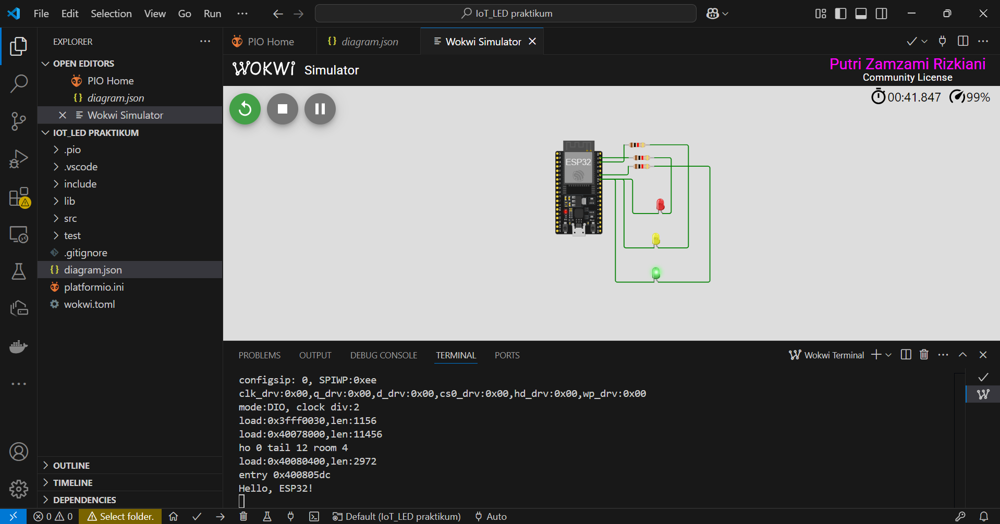 File Edit Selection View Go Run
IoT_LED praktikum
EXPLORER
OPEN EDITORS
PIO Home
diagram.json
Wokwi Simulator
IOT_LED PRAKTIKUM
.pio
.vscode
include
lib
src
test
.gitignore
diagram.json
platformio.ini
wokwi.toml
OUTLINE
TIMELINE
DEPENDENCIES
PIO Home
diagram.json
Wokwi Simulator
WOKWi Simulator
Putri Zamzami Rizkiani
Community License
00:41.847 99%
ESP32
PROBLEMS OUTPUT DEBUG CONSOLE TERMINAL PORTS
Wokwi Terminal
configsip: 0, SPIWP:0xee
clk_drv:0x00,q_drv:0x00,d_drv:0x00,cs0_drv:0x00,hd_drv:0x00,wp_drv:0x00
mode:DIO, clock div:2
load:0x3fff0030,len:1156
load:0x40078000,len:11456
ho 0 tail 12 room 4
load:0x40080400,len:2972
entry 0x400805dc
Hello, ESP32!
0 0 Select folder. Default (IoT_LED praktikum) Auto